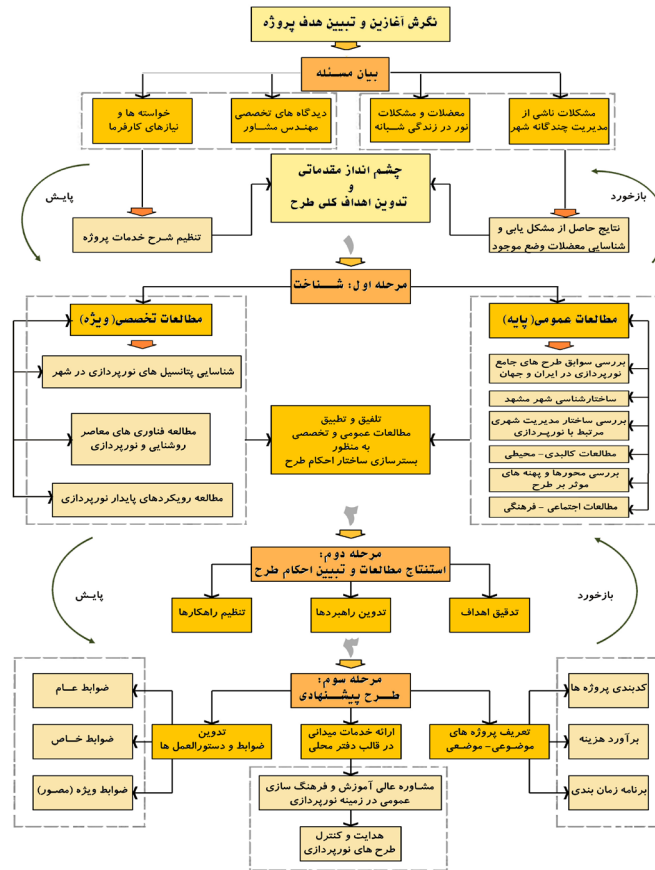 نگرش آغازین و تبیین هدف پروژه
بیان مسئله
مشکلات ناشی از
مدیریت چندگانه شهر
معضلات و مشکلات
نور در زندگی شبانه
دیدگاه های تخصصی
مهندس مشاور
خواسته ها و
نیازهای کارفرما
چشم انداز مقدماتی
و
تدوین اهداف کلی طرح
بازخورد
پایش
نتایج حاصل از مشکل یابی و
شناسایی معضلات وضع موجود
تنظیم شرح خدمات پروژه
مرحله اول: شناخت
مطالعات عمومی(پایه)
مطالعات تخصصی(ویژه)
بررسی سوابق طرح های جامع
نورپردازی در ایران و جهان
ساختارشناسی شهر مشهد
بررسی ساختار مدیریت شهری
مرتبط با نورپردازی
مطالعات کالبدی- محیطی
بررسی محورها و پهنه های
موثر بر طرح
مطالعات اجتماعی - فرهنگی
شناسایی پتانسیل های نورپردازی در شهر
مطالعه فناوری های معاصر
روشنایی و نورپردازی
مطالعه رویکردهای پایدار نورپردازی
تلفیق و تطبیق
مطالعات عمومی و تخصصی
به منظور
بسترسازی ساختار احکام طرح
مرحله دوم:
استنتاج مطالعات و تبیین احکام طرح
بازخورد
پایش
تدقیق اهداف
تدوین راهبردها
تنظیم راهکارها
مرحله سوم:
طرح پیشنهادی
تعریف پروژه های
موضوعی- موضعی
ارائه خدمات میدانی
در قالب دفتر محلی
تدوین
ضوابط و دستورالعمل ها
کدبندی پروژه ها
برآورد هزینه
برنامه زمان بندی
ضوابط عام
ضوابط خاص
ضوابط ویژه (مصور)
مشاوره عالی آموزش و فرهنگ سازی
عمومی در زمینه نورپردازی
هدایت و کنترل
طرح های نورپردازی